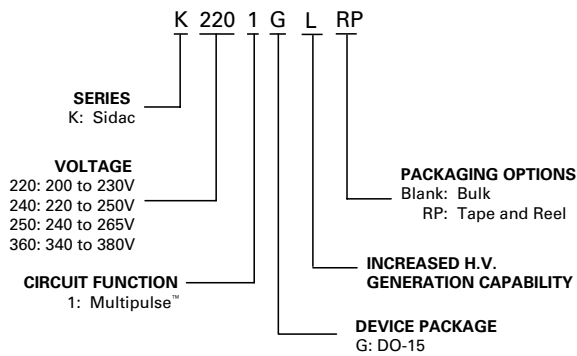 K 220 1 G L RP
SERIES
K: Sidac
VOLTAGE
220: 200 to 230V
240: 220 to 250V
250: 240 to 265V
360: 340 to 380V
CIRCUIT FUNCTION
1: Multipulse™
PACKAGING OPTIONS
Blank: Bulk
RP: Tape and Reel
INCREASED H.V.
GENERATION CAPABILITY
DEVICE PACKAGE
G: DO-15